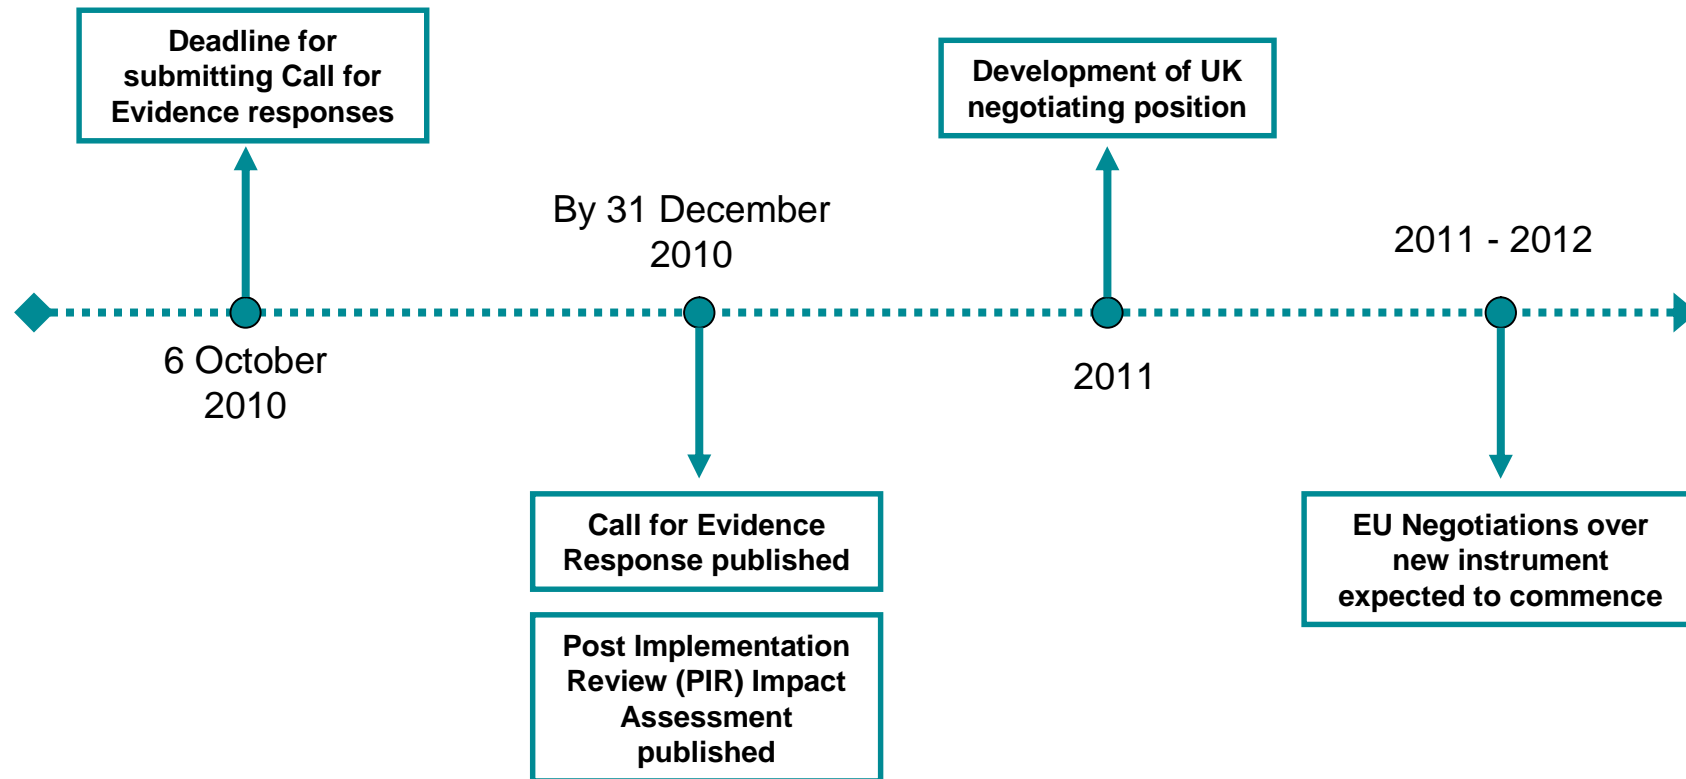 Deadline for
submitting Call for
Evidence responses
6 October
2010
By 31 December
2010
Call for Evidence
Response published
Post Implementation
Review (PIR) Impact
Assessment
published
Development of UK
negotiating position
2011
2011 - 2012
EU Negotiations over
new instrument
expected to commence